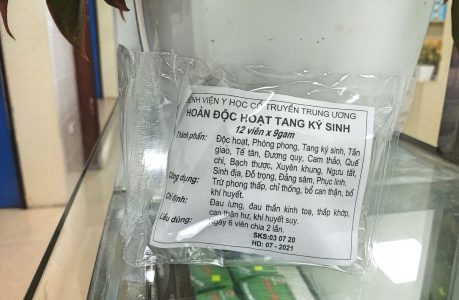 BỆNH VIỆN Y HỌC CỔ TRUYỀN TRUNG ƯƠNG
HOÀN ĐỘC HOẠT TANG KÝ SINH
12 viên x 9gam
Thành phần: Độc hoạt, Phòng phong, Tang ký sinh, Tần
giao, Tế tân, Đương quy, Cam thảo, Quế
chi, Bạch thược, Xuyên khung, Ngưu tất,
Sinh địa, Đỗ trọng, Đảng sâm, Phục linh.
Công dụng: Trừ phong thấp, chỉ thống, bổ can thận, bổ
khí huyết.
Chỉ định: Đau lưng, đau thần kinh toạ, thấp khớp,
can thận hư, khí huyết suy.
Liều dùng: ngày 6 viên chia 2 lần.
SKS:03 07 20
HD: 07 - 2021